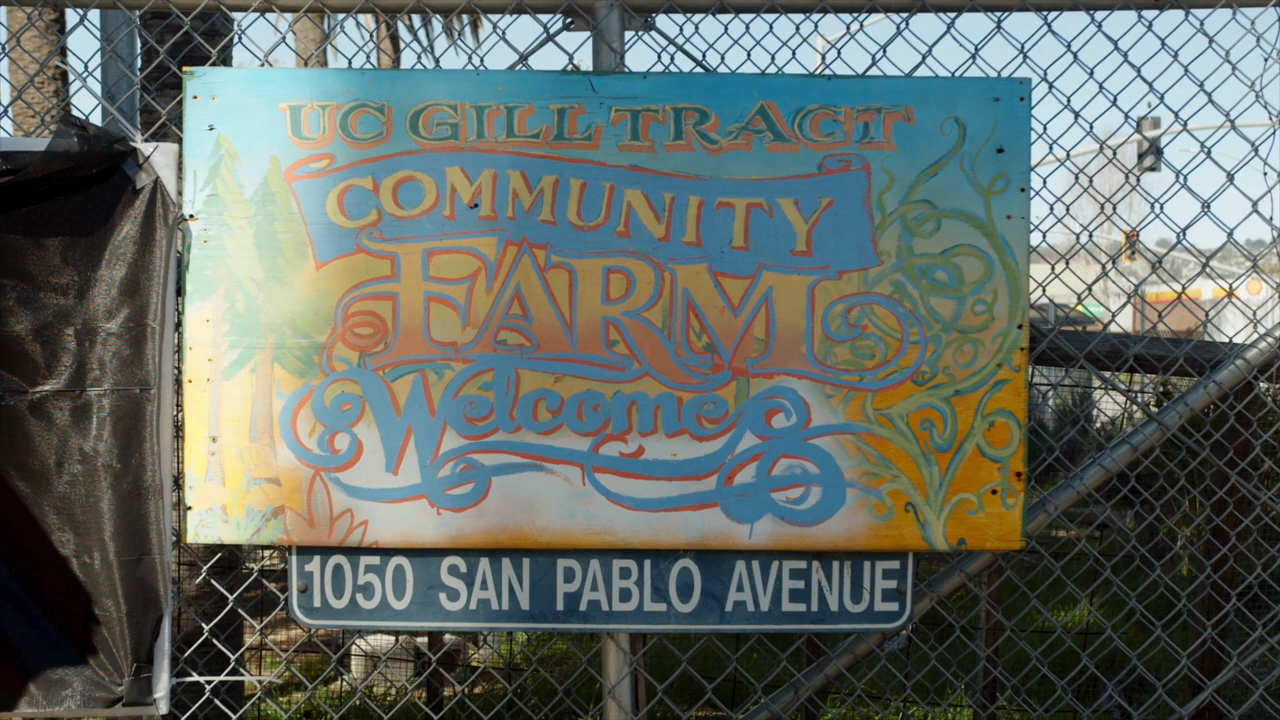 UC GILL TRACT
COMMUNITY
FARM
Welcome
1050 SAN PABLO AVENUE